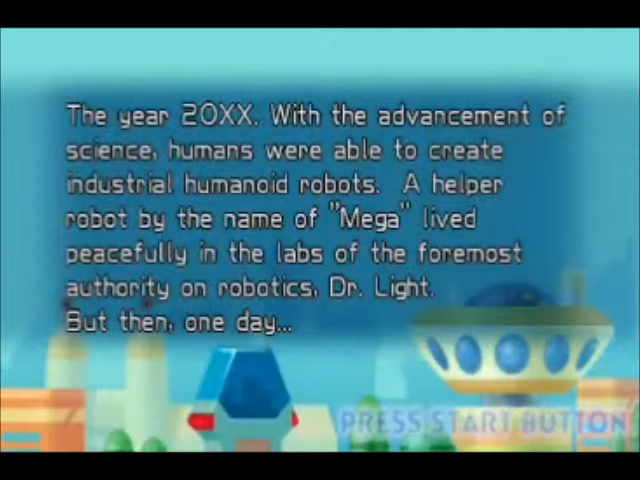 The year 20XX. With the advancement of
science, humans were able to create
industrial humanoid robots. A helper
robot by the name of "Mega" lived
peacefully in the labs of the foremost
authority on robotics, Dr. Light.
But then, one day...
PRESS START BUTTON